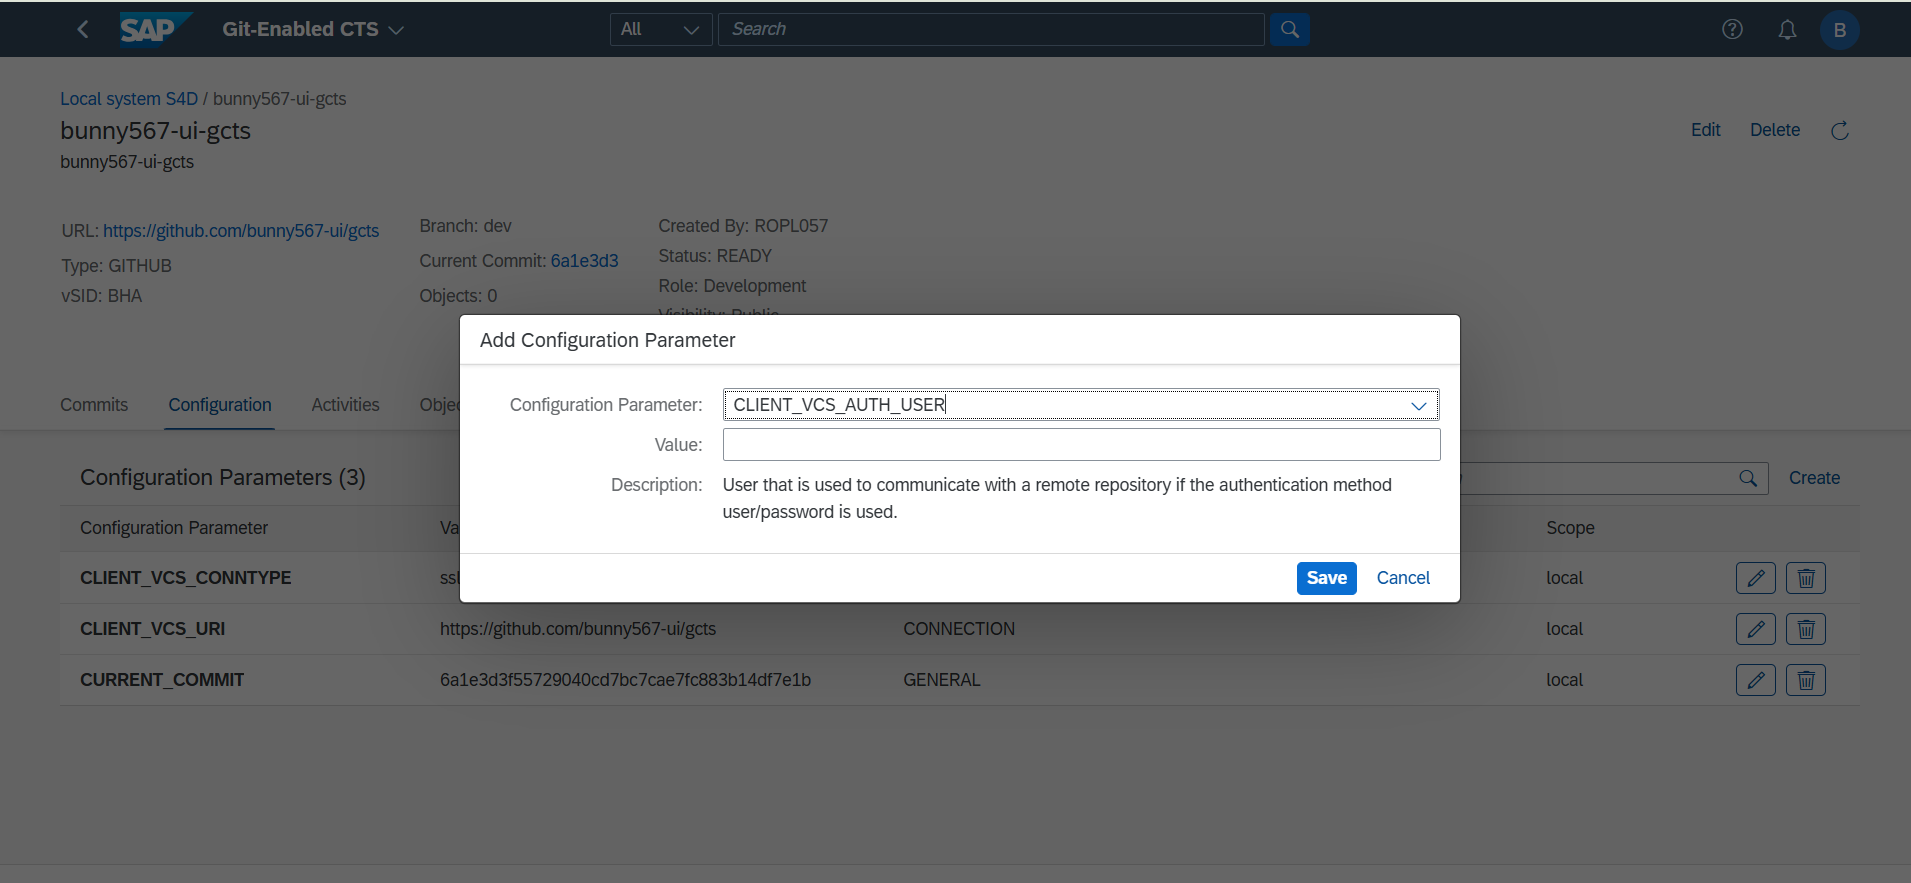 SAP Git-Enabled CTS All Search B
Local system S4D / bunny567-ui-gcts
bunny567-ui-gcts
Edit Delete
bunny567-ui-gcts
URL: https://github.com/bunny567-ui/gcts
Type: GITHUB
vSID: BHA
Branch: dev
Current Commit: 6a1e3d3
Objects: 0
Created By: ROPL057
Status: READY
Role: Development
Visibility: Public
Commits Configuration Activities Objec
Add Configuration Parameter
Configuration Parameter: CLIENT_VCS_AUTH_USER
Value:
Description: User that is used to communicate with a remote repository if the authentication method
user/password is used.
Save Cancel
Configuration Parameters (3) Create
Configuration Parameter Va Scope
CLIENT_VCS_CONNTYPE ssl local
CLIENT_VCS_URI https://github.com/bunny567-ui/gcts CONNECTION local
CURRENT_COMMIT 6a1e3d3f55729040cd7bc7cae7fc883b14df7e1b GENERAL local